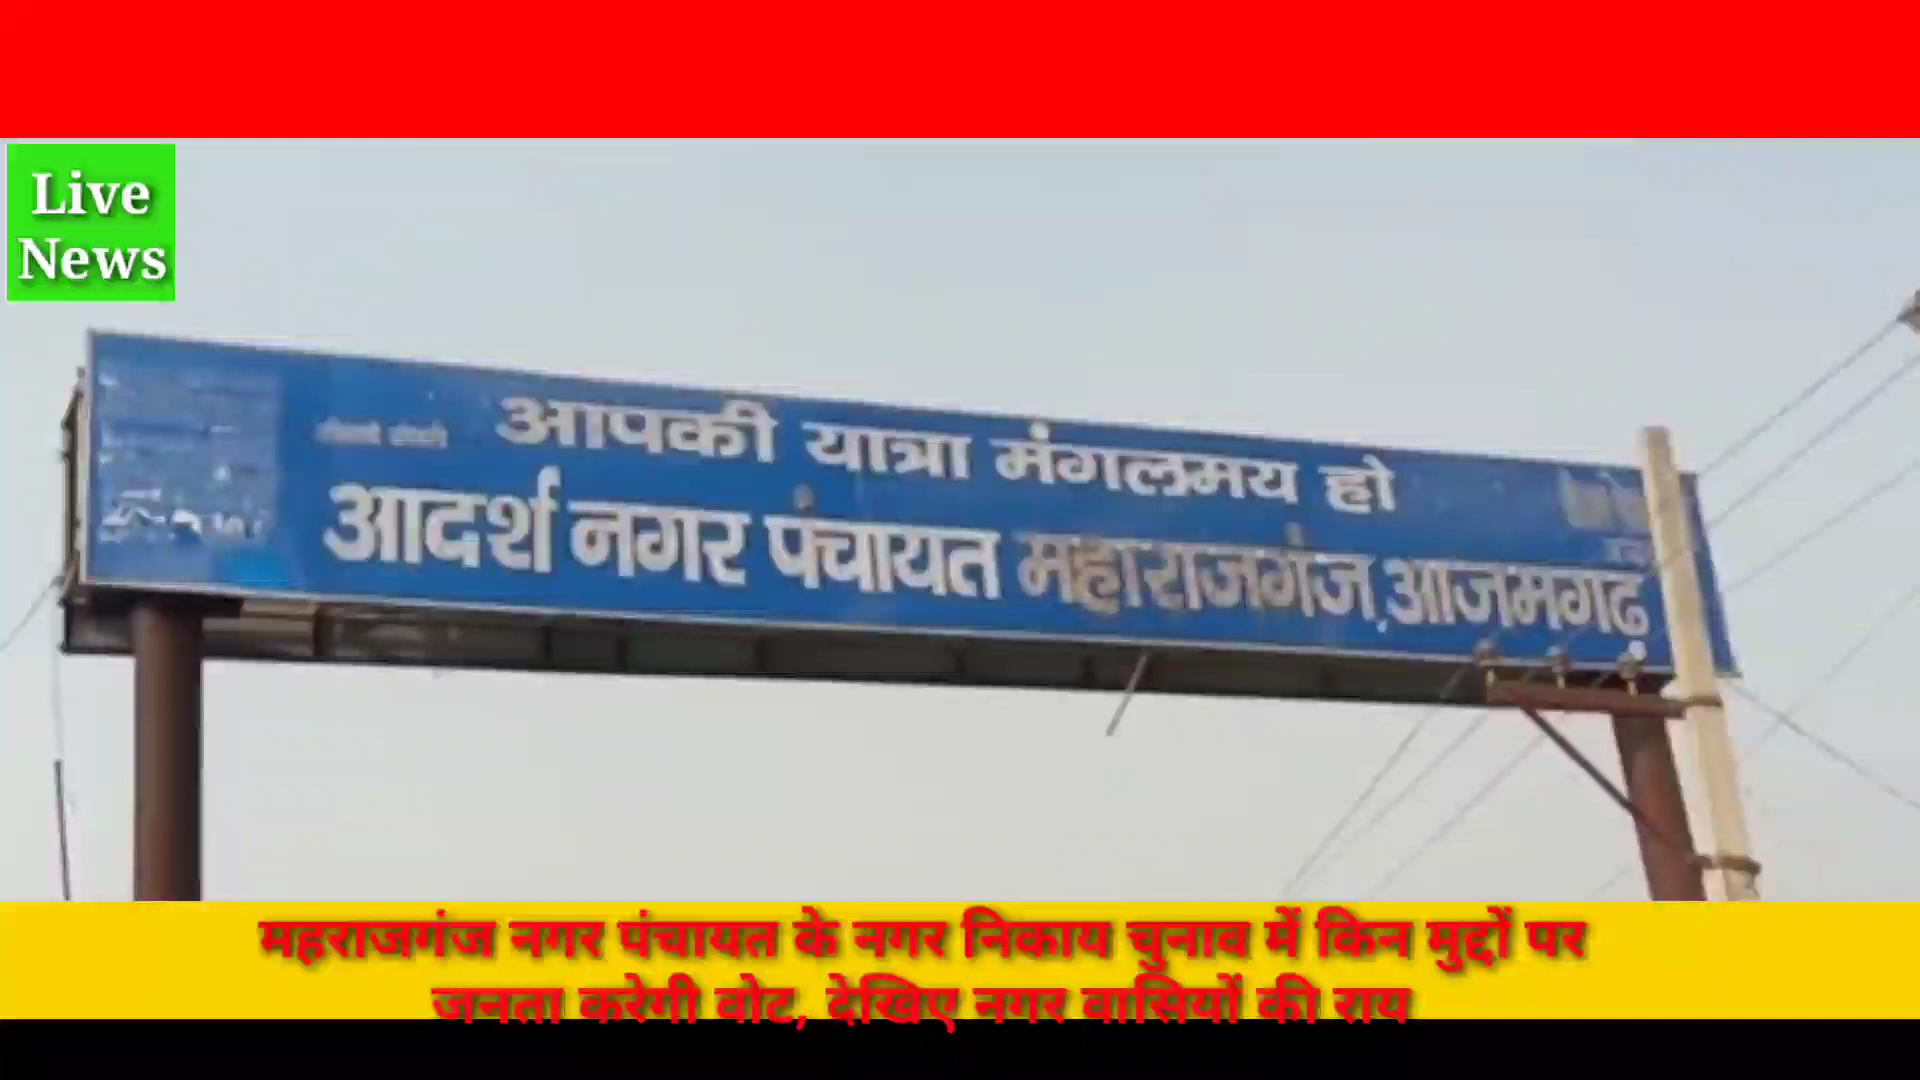 Live
News
आपकी यात्रा मंगलमय हो
आदर्श नगर पंचायत महाराजगंज,आजमगढ़
महराजगंज नगर पंचायत के नगर निकाय चुनाव में किन मुद्दों पर
जनता करेगी वोट, देखिए नगर वासियों की राय